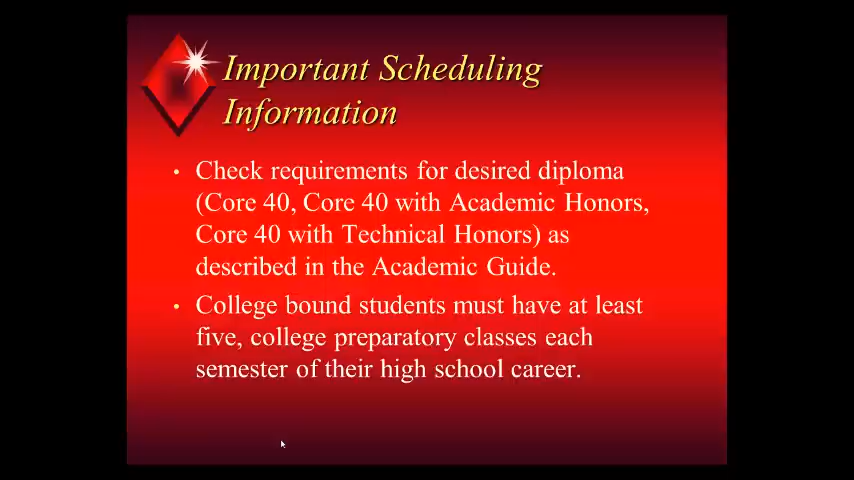 Important Scheduling
Information
• Check requirements for desired diploma
(Core 40, Core 40 with Academic Honors,
Core 40 with Technical Honors) as
described in the Academic Guide.
• College bound students must have at least
five, college preparatory classes each
semester of their high school career.